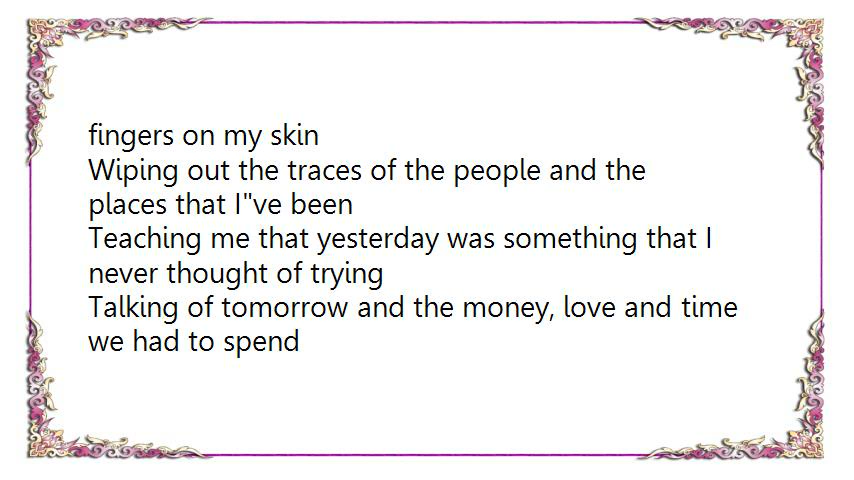 fingers on my skin
Wiping out the traces of the people and the
places that I"ve been
Teaching me that yesterday was something that I
never thought of trying
Talking of tomorrow and the money, love and time
we had to spend